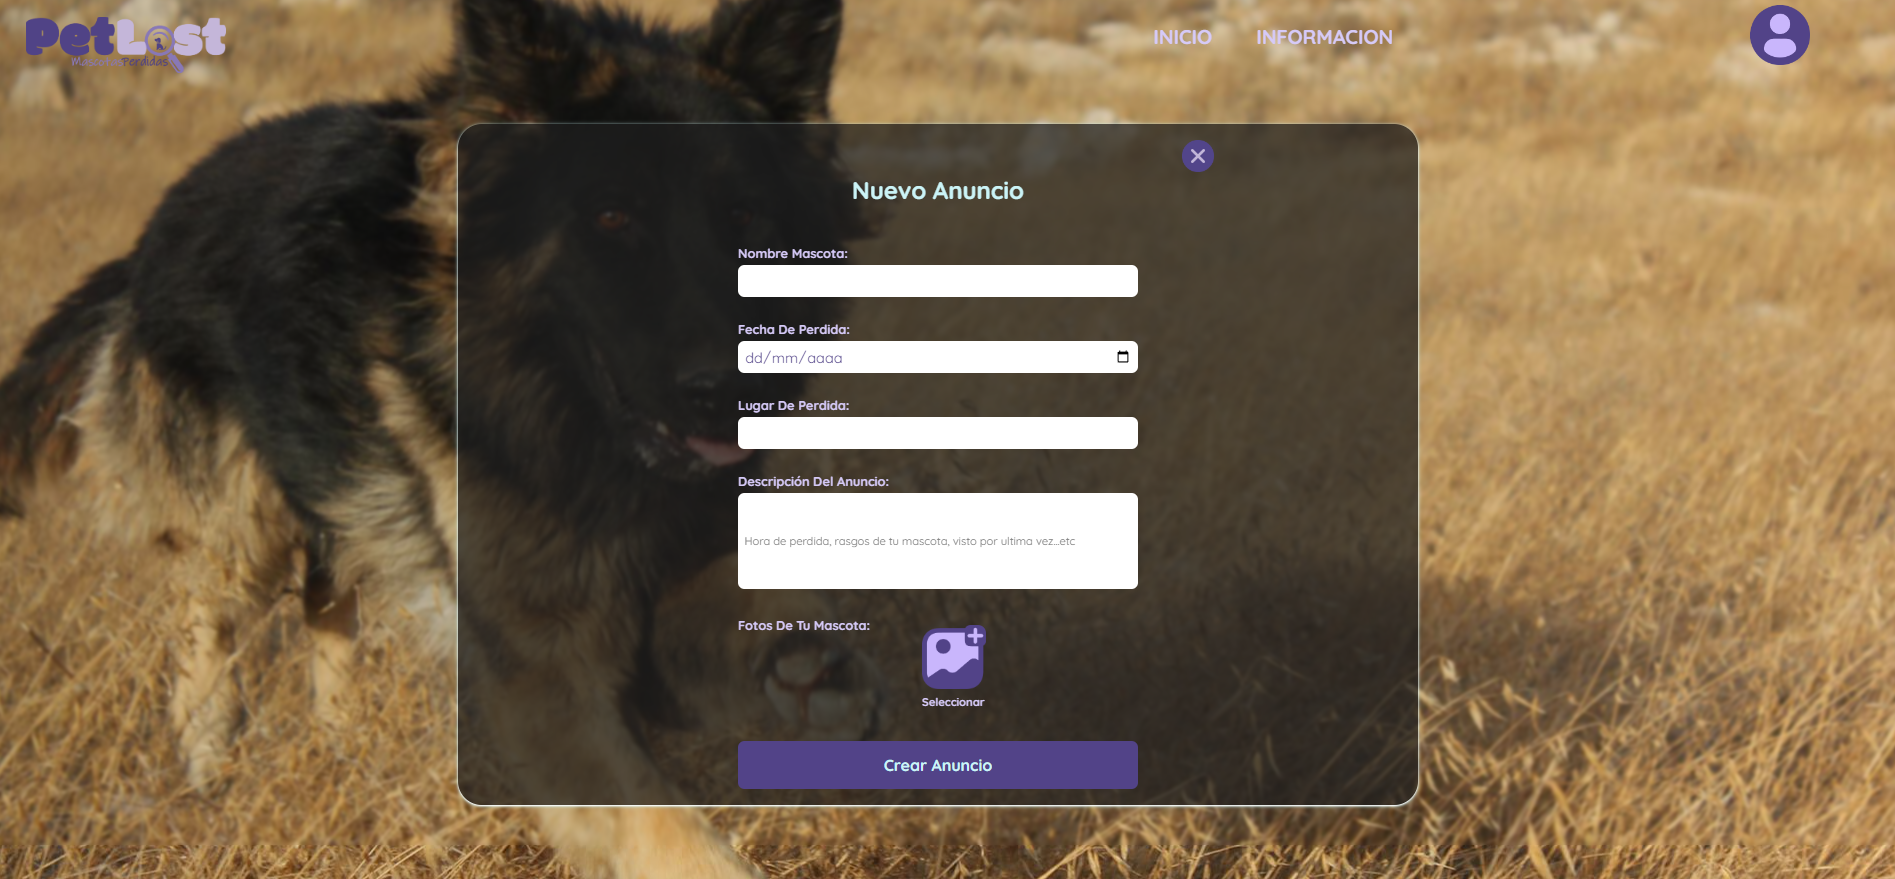 PetLost
Mascotas Perdidas
INICIO
INFORMACION
Nuevo Anuncio
Nombre Mascota:
Fecha De Perdida:
dd/mm/aaaa
Lugar De Perdida:
Descripción Del Anuncio:
Hora de perdida, rasgos de tu mascota, visto por ultima vez...etc
Fotos De Tu Mascota:
Seleccionar
Crear Anuncio